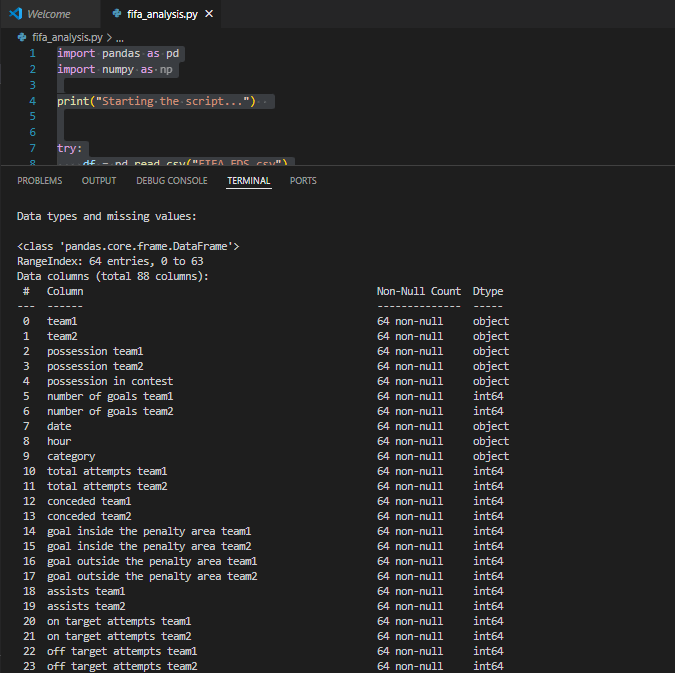 Welcome fifa_analysis.py ×
fifa_analysis.py > ...
1 import pandas as pd
2 import numpy as np
3
4 print("Starting the script...")
5
6
7 try:
8 df = pd.read_csv("FIFA_EDS.csv")
PROBLEMS OUTPUT DEBUG CONSOLE TERMINAL PORTS
Data types and missing values:
<class 'pandas.core.frame.DataFrame'>
RangeIndex: 64 entries, 0 to 63
Data columns (total 88 columns):
# Column Non-Null Count Dtype
--- ------ -------------- -----
0 team1 64 non-null object
1 team2 64 non-null object
2 possession team1 64 non-null object
3 possession team2 64 non-null object
4 possession in contest 64 non-null object
5 number of goals team1 64 non-null int64
6 number of goals team2 64 non-null int64
7 date 64 non-null object
8 hour 64 non-null object
9 category 64 non-null object
10 total attempts team1 64 non-null int64
11 total attempts team2 64 non-null int64
12 conceded team1 64 non-null int64
13 conceded team2 64 non-null int64
14 goal inside the penalty area team1 64 non-null int64
15 goal inside the penalty area team2 64 non-null int64
16 goal outside the penalty area team1 64 non-null int64
17 goal outside the penalty area team2 64 non-null int64
18 assists team1 64 non-null int64
19 assists team2 64 non-null int64
20 on target attempts team1 64 non-null int64
21 on target attempts team2 64 non-null int64
22 off target attempts team1 64 non-null int64
23 off target attempts team2 64 non-null int64